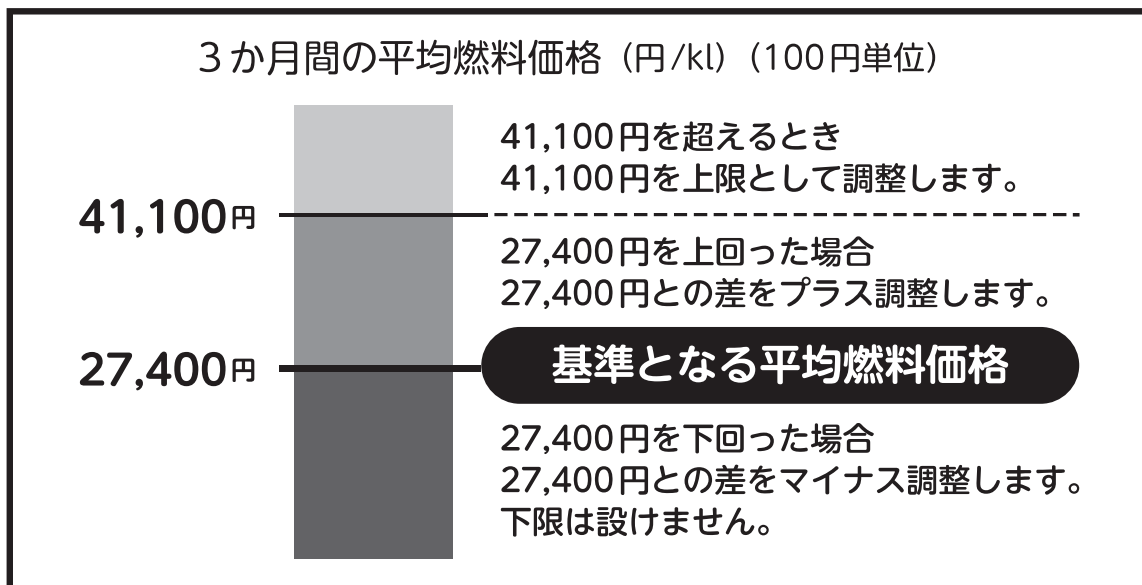 3か月間の平均燃料価格（円/kl）（100円単位）
41,100円を超えるとき
41,100円を上限として調整します。
41,100円
27,400円を上回った場合
27,400円との差をプラス調整します。
27,400円
基準となる平均燃料価格
27,400円を下回った場合
27,400円との差をマイナス調整します。
下限は設けません。